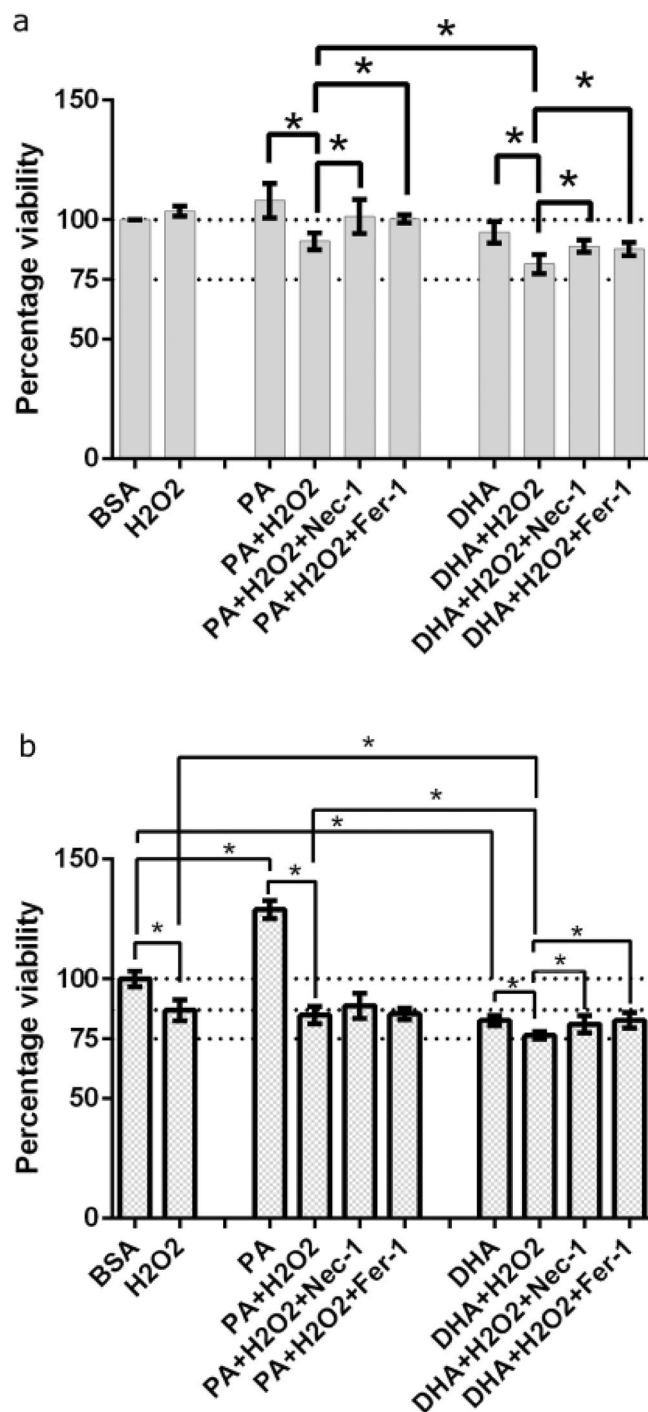 a
*
*
*
*
*
*
*
150
100
75
50
0
Percentage viability
BSA
H2O2
PA
PA+H2O2
PA+H2O2+Nec-1
PA+H2O2+Fer-1
DHA
DHA+H2O2
DHA+H2O2+Nec-1
DHA+H2O2+Fer-1
b
*
*
*
*
*
*
*
*
*
150
100
75
50
0
Percentage viability
BSA
H2O2
PA
PA+H2O2
PA+H2O2+Nec-1
PA+H2O2+Fer-1
DHA
DHA+H2O2
DHA+H2O2+Nec-1
DHA+H2O2+Fer-1